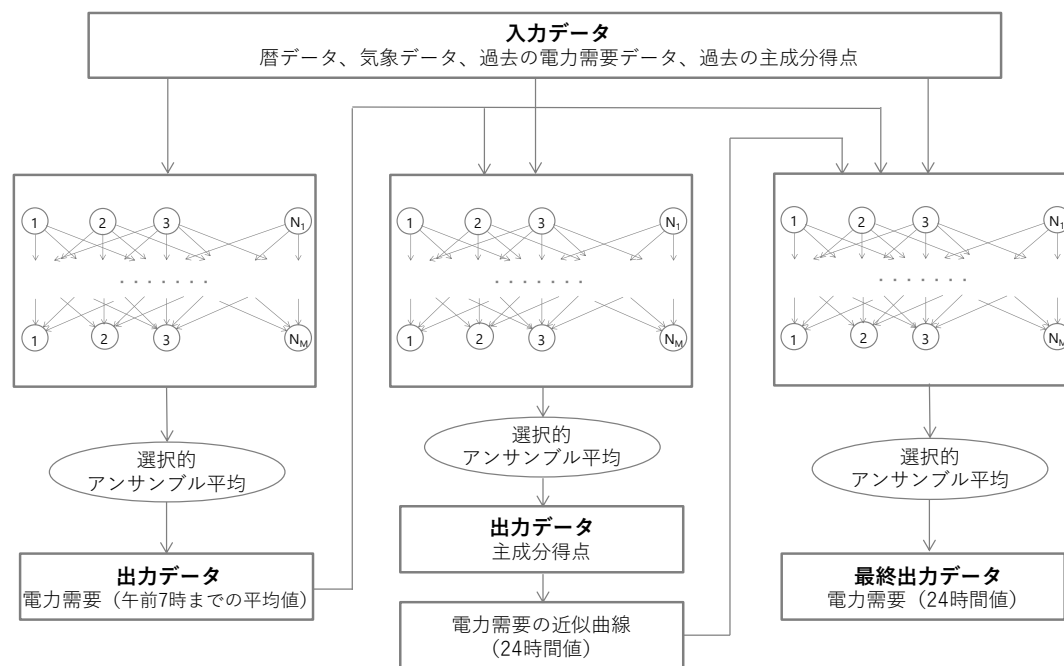 入力データ
暦データ、気象データ、過去の電力需要データ、過去の主成分得点
1 2 3 N₁
· · · · · · ·
1 2 3 Nᴍ
選択的
アンサンブル平均
出力データ
電力需要（午前7時までの平均値）
1 2 3 N₁
· · · · · · ·
1 2 3 Nᴍ
選択的
アンサンブル平均
出力データ
主成分得点
電力需要の近似曲線
（24時間値）
1 2 3 N₁
· · · · · · ·
1 2 3 Nᴍ
選択的
アンサンブル平均
最終出力データ
電力需要（24時間値）